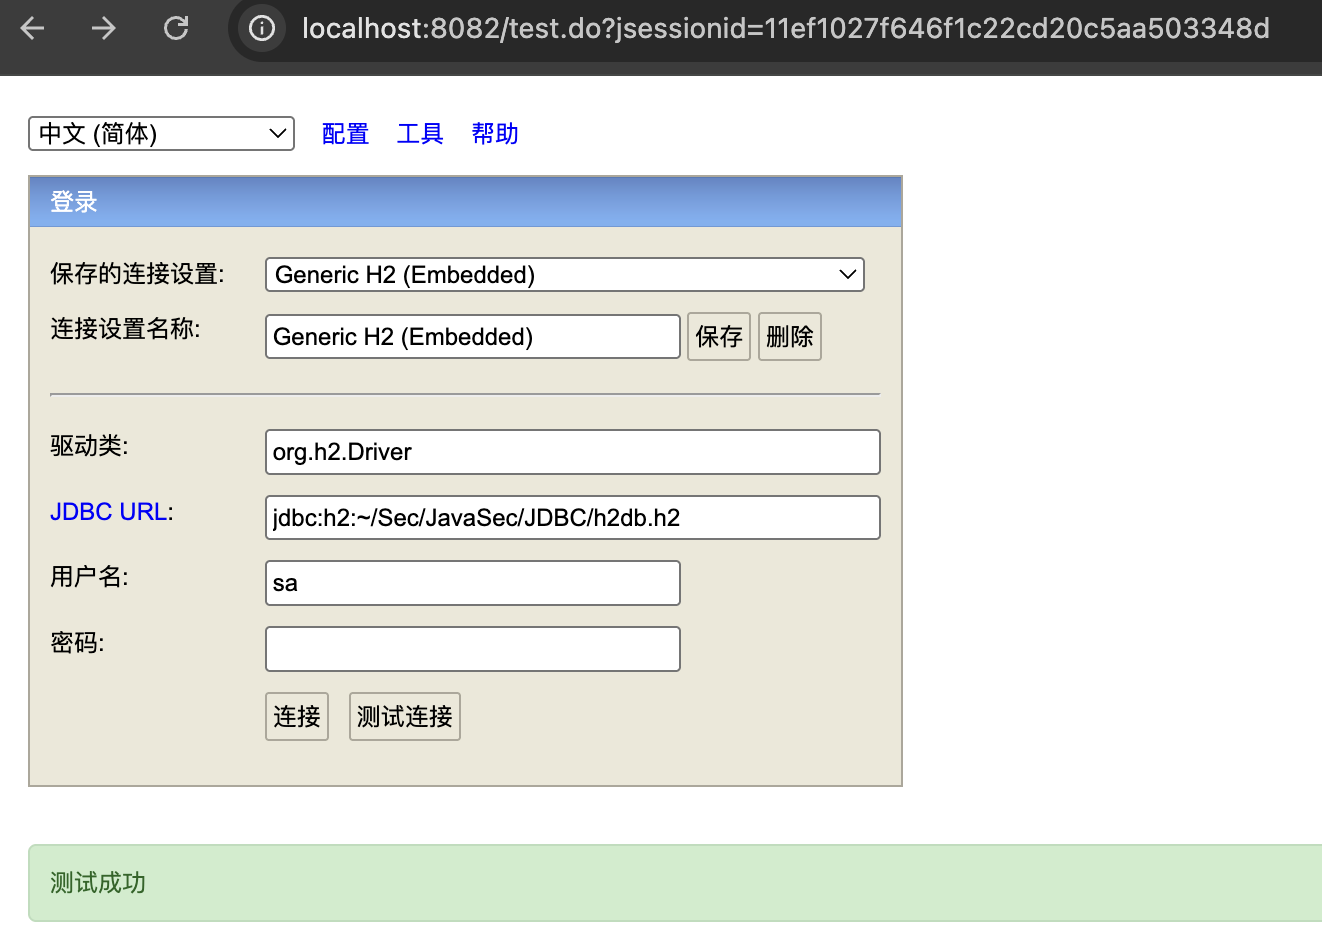 localhost:8082/test.do?jsessionid=11ef1027f646f1c22cd20c5aa503348d
中文 (简体) 配置 工具 帮助
登录
保存的连接设置: Generic H2 (Embedded)
连接设置名称: Generic H2 (Embedded) 保存 删除
驱动类: org.h2.Driver
JDBC URL: jdbc:h2:~/Sec/JavaSec/JDBC/h2db.h2
用户名: sa
密码:
连接 测试连接
测试成功